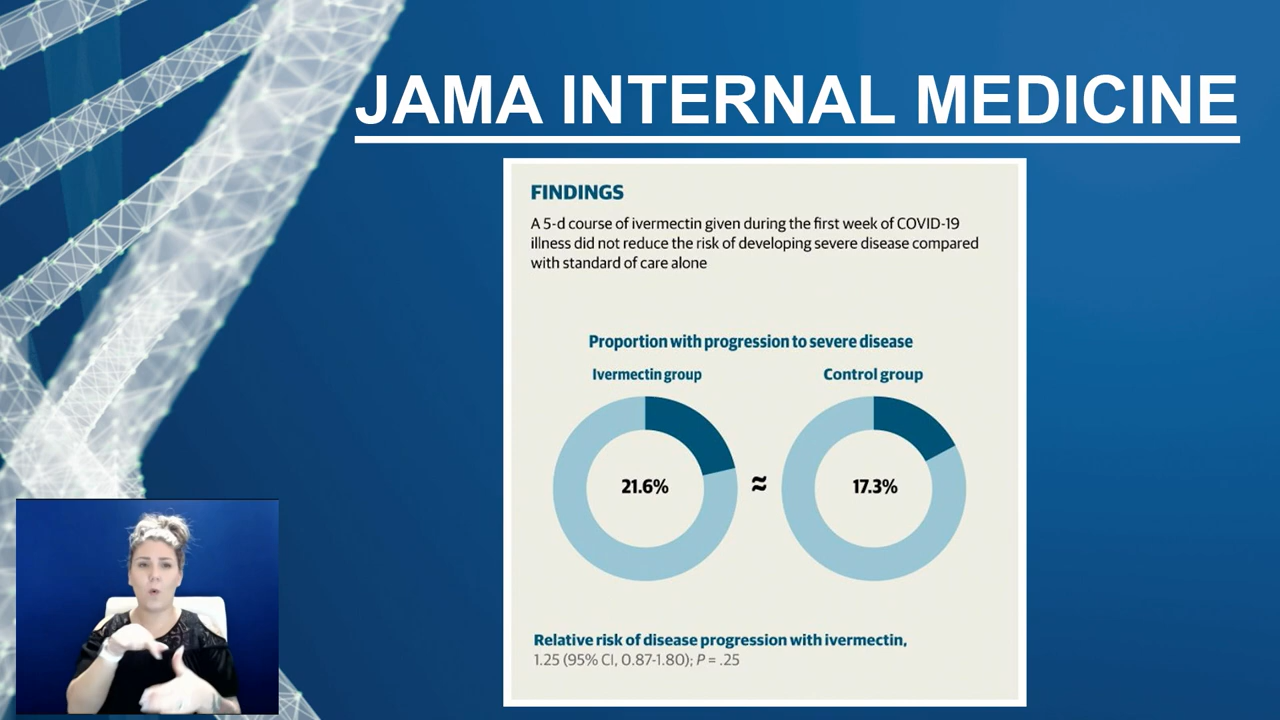 JAMA INTERNAL MEDICINE
FINDINGS
A 5-d course of ivermectin given during the first week of COVID-19
illness did not reduce the risk of developing severe disease compared
with standard of care alone
Proportion with progression to severe disease
Ivermectin group
Control group
21.6%
≈
17.3%
Relative risk of disease progression with ivermectin,
1.25 (95% CI, 0.87-1.80); P = .25